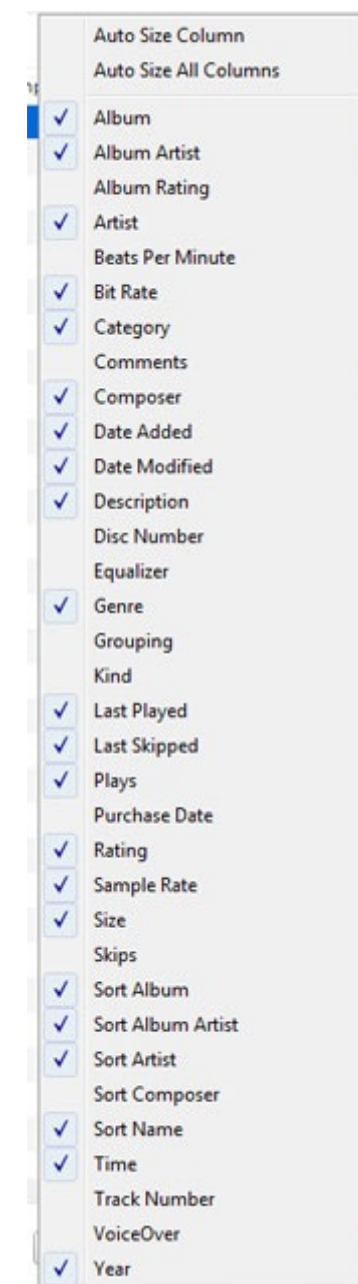 Auto Size Column
Auto Size All Columns
Album
Album Artist
Album Rating
Artist
Beats Per Minute
Bit Rate
Category
Comments
Composer
Date Added
Date Modified
Description
Disc Number
Equalizer
Genre
Grouping
Kind
Last Played
Last Skipped
Plays
Purchase Date
Rating
Sample Rate
Size
Skips
Sort Album
Sort Album Artist
Sort Artist
Sort Composer
Sort Name
Time
Track Number
VoiceOver
Year